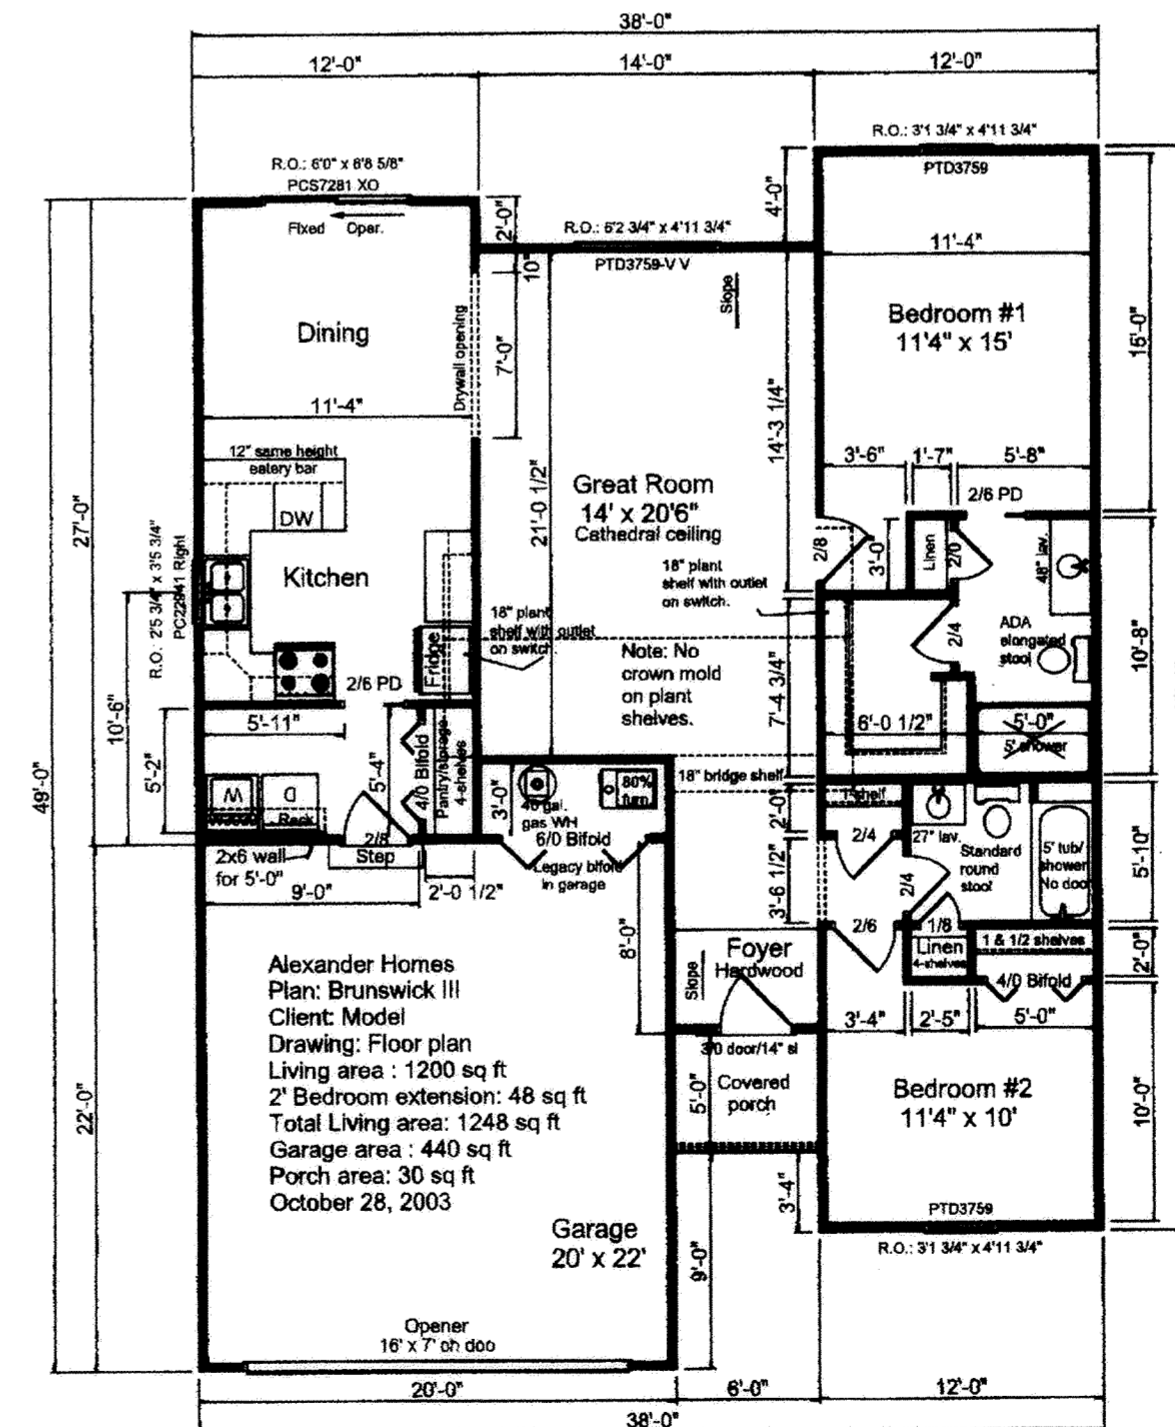 38'-0"
12'-0"
14'-0"
12'-0"
R.O.: 3'1 3/4" x 4'11 3/4"
PTD3759
R.O.: 6'0" x 6'8 5/8"
PCS7281 XO
Fixed Oper.
2'-0"
4'-0"
R.O.: 6'2 3/4" x 4'11 3/4"
PTD3759-V V
10"
Slope
11'-4"
Bedroom #1
11'4" x 15'
15'-0"
Dining
Drywall opening
7'-0"
11'-4"
14'-3 1/4"
3'-6"
1'-7"
5'-8"
12" same height
eatery bar
DW
Great Room
14' x 20'6"
Cathedral ceiling
21'-0 1/2"
2/6 PD
27'-0"
R.O.: 2'5 3/4" x 3'5 3/4"
PC22941 Right
Kitchen
2/8
3'-0"
Linen
2/0
48" lav.
18" plant
shelf with outlet
on switch.
18" plant
shelf with outlet
on switch.
Fridge
2/4
ADA
elongated
stool
10'-8"
Note: No
crown mold
on plant
shelves.
2/6 PD
10'-6"
5'-11"
7'-4 3/4"
6'-0 1/2"
5'-0"
5' shower
5'-2"
5'-4"
4/0 Bifold
Pantry/storage
4-shelves
49'-0"
W
D
Rack
3'-0"
40 gal.
gas WH
80%
furn
18" bridge shelf
1-shelf
2'-0"
2/8
Step
6/0 Bifold
Legacy bifold
in garage
2x6 wall
for 5'-0"
9'-0"
2'-0 1/2"
2/4
27" lav.
Standard
round
stool
5' tub/
shower
No door
5'-10"
3'-6 1/2"
2/4
8'-0"
2/6
1/8
Linen
4-shelves
1 & 1/2 shelves
2'-0"
4/0 Bifold
Foyer
Hardwood
Slope
3'-4"
2'-5"
5'-0"
Alexander Homes
Plan: Brunswick III
Client: Model
Drawing: Floor plan
Living area : 1200 sq ft
2' Bedroom extension: 48 sq ft
Total Living area: 1248 sq ft
Garage area : 440 sq ft
Porch area: 30 sq ft
October 28, 2003
3/0 door/14" sl
5'-0"
Covered
porch
Bedroom #2
11'4" x 10'
10'-0"
22'-0"
3'-4"
PTD3759
R.O.: 3'1 3/4" x 4'11 3/4"
Garage
20' x 22'
9'-0"
Opener
16' x 7' oh doo
20'-0"
6'-0"
12'-0"
38'-0"